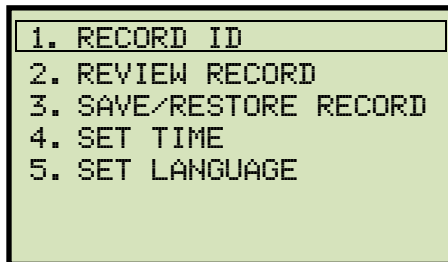 1. RECORD ID
2. REVIEW RECORD
3. SAVE/RESTORE RECORD
4. SET TIME
5. SET LANGUAGE